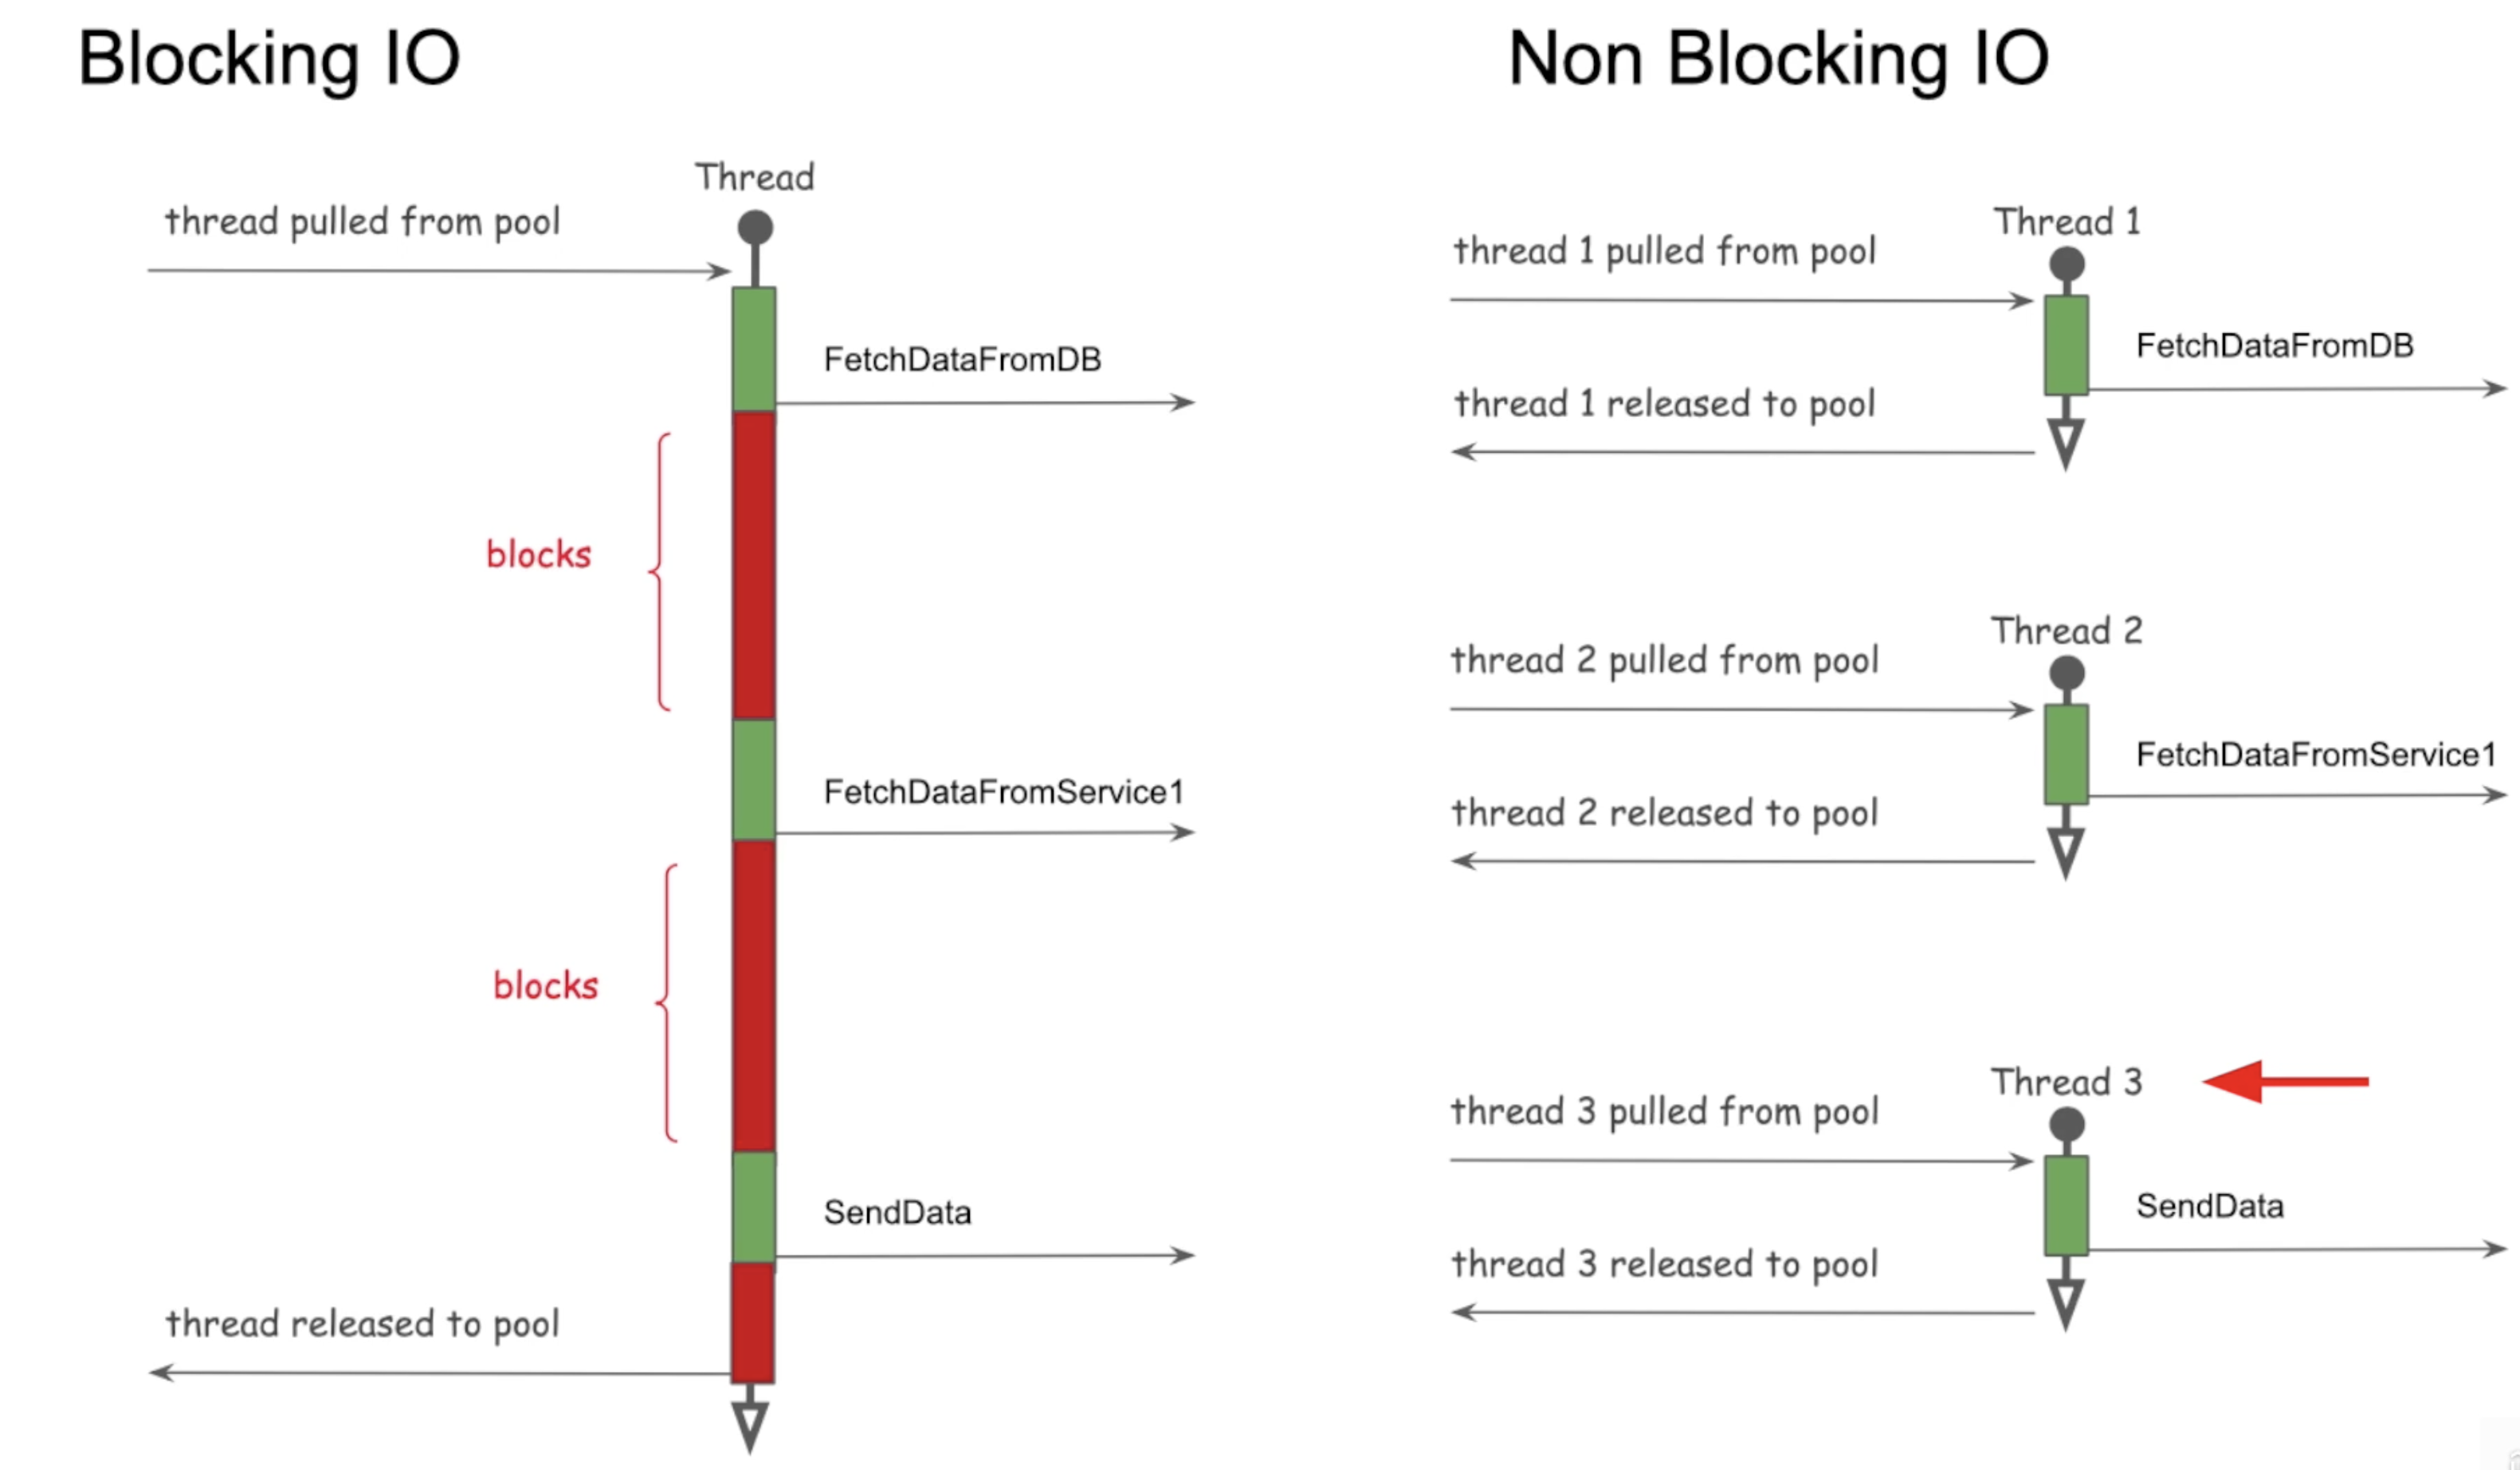 Blocking IO
Thread
thread pulled from pool
FetchDataFromDB
blocks
FetchDataFromService1
blocks
SendData
thread released to pool
Non Blocking IO
Thread 1
thread 1 pulled from pool
FetchDataFromDB
thread 1 released to pool
Thread 2
thread 2 pulled from pool
FetchDataFromService1
thread 2 released to pool
Thread 3
thread 3 pulled from pool
SendData
thread 3 released to pool